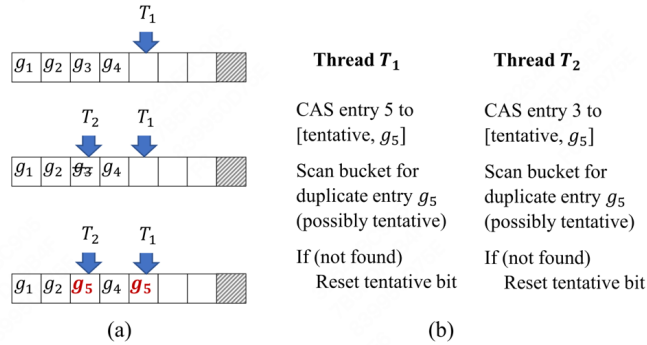 T₁
g₁ g₂ g₃ g₄
T₂ T₁
g₁ g₂ g₃ g₄
T₂ T₁
g₁ g₂ g₅ g₄ g₅
(a)
Thread T₁
CAS entry 5 to
[tentative, g₅]
Scan bucket for
duplicate entry g₅
(possibly tentative)
If (not found)
Reset tentative bit
Thread T₂
CAS entry 3 to
[tentative, g₅]
Scan bucket for
duplicate entry g₅
(possibly tentative)
If (not found)
Reset tentative bit
(b)